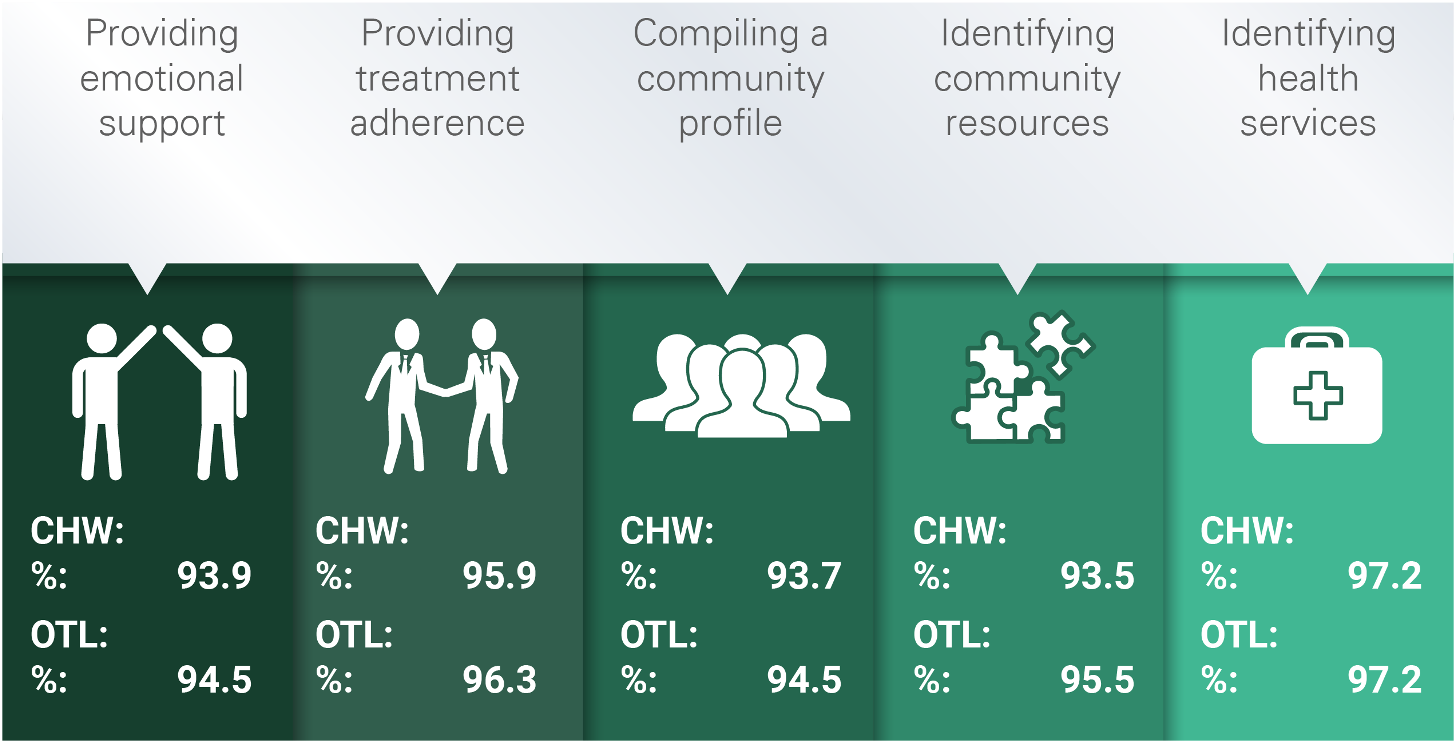 Providing
emotional
support
Providing
treatment
adherence
Compiling a
community
profile
Identifying
community
resources
Identifying
health
services
CHW:
%: 93.9
OTL:
%: 94.5
CHW:
%: 95.9
OTL:
%: 96.3
CHW:
%: 93.7
OTL:
%: 94.5
CHW:
%: 93.5
OTL:
%: 95.5
CHW:
%: 97.2
OTL:
%: 97.2